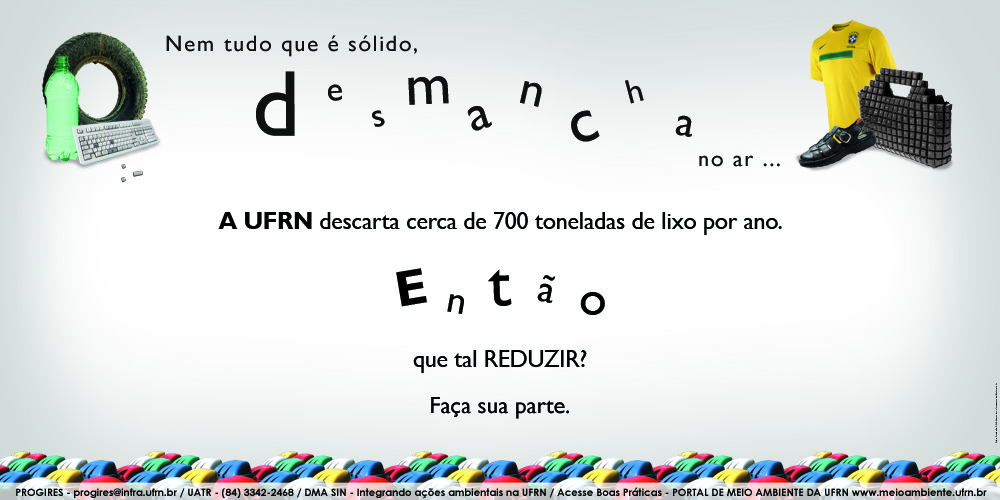 Nem tudo que é sólido,
desmancha
no ar ...
A UFRN descarta cerca de 700 toneladas de lixo por ano.
Então
que tal REDUZIR?
Faça sua parte.
PROGIRES - progires@infra.ufrn.br / UATR - (84) 3342-2468 / DMA SIN - Integrando ações ambientais na UFRN / Acesse Boas Práticas - PORTAL DE MEIO AMBIENTE DA UFRN www.meioambiente.ufrn.br